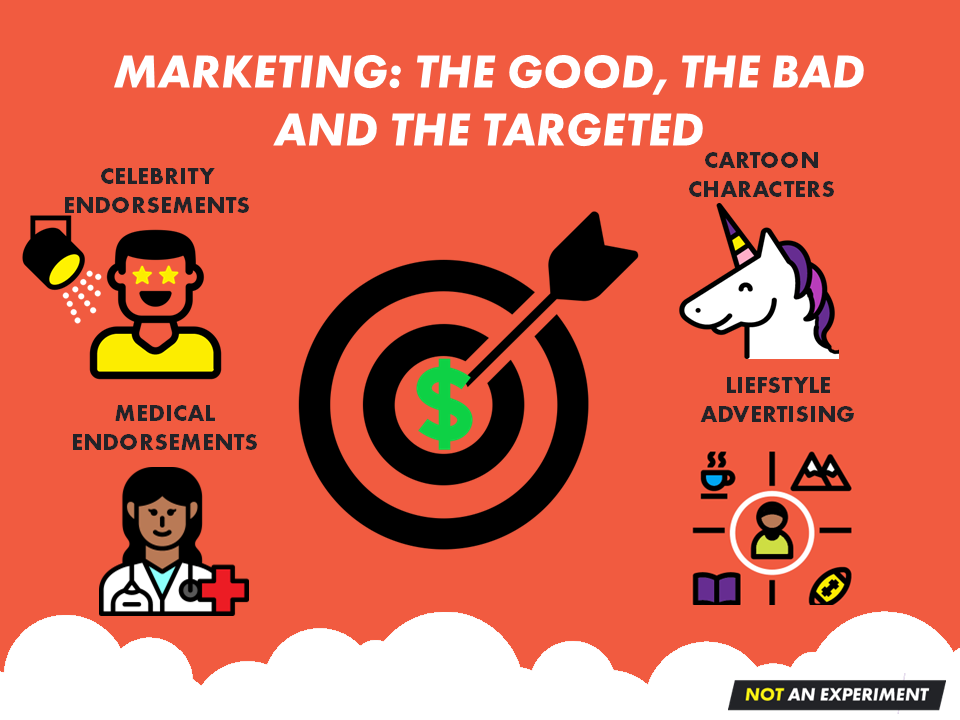 MARKETING: THE GOOD, THE BAD
AND THE TARGETED
CELEBRITY
ENDORSEMENTS
CARTOON
CHARACTERS
MEDICAL
ENDORSEMENTS
LIEFSTYLE
ADVERTISING
$
NOT AN EXPERIMENT